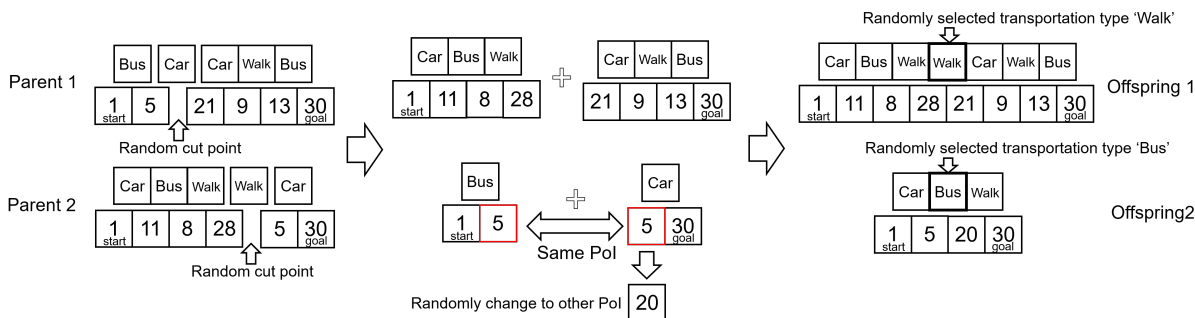 Parent 1
Bus Car Car Walk Bus
1 5 21 9 13 30
start goal
Random cut point
Parent 2
Car Bus Walk Walk Car
1 11 8 28 5 30
start goal
Random cut point
Car Bus Walk
1 11 8 28
start
Car Walk Bus
21 9 13 30
goal
Bus
1 5
start
Car
5 30
goal
Same PoI
Randomly change to other PoI 20
Randomly selected transportation type ‘Walk’
Car Bus Walk Walk Car Walk Bus
1 11 8 28 21 9 13 30
start goal
Offspring 1
Randomly selected transportation type ‘Bus’
Car Bus Walk
1 5 20 30
start goal
Offspring2